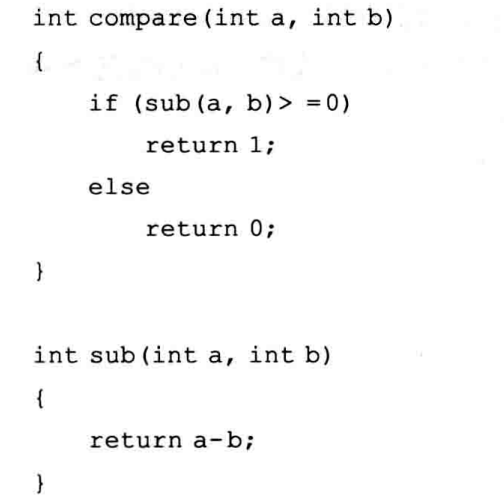 int compare(int a, int b)
{
    if (sub(a, b)> =0)
        return 1;
    else
        return 0;
}

int sub(int a, int b)
{
    return a-b;
}